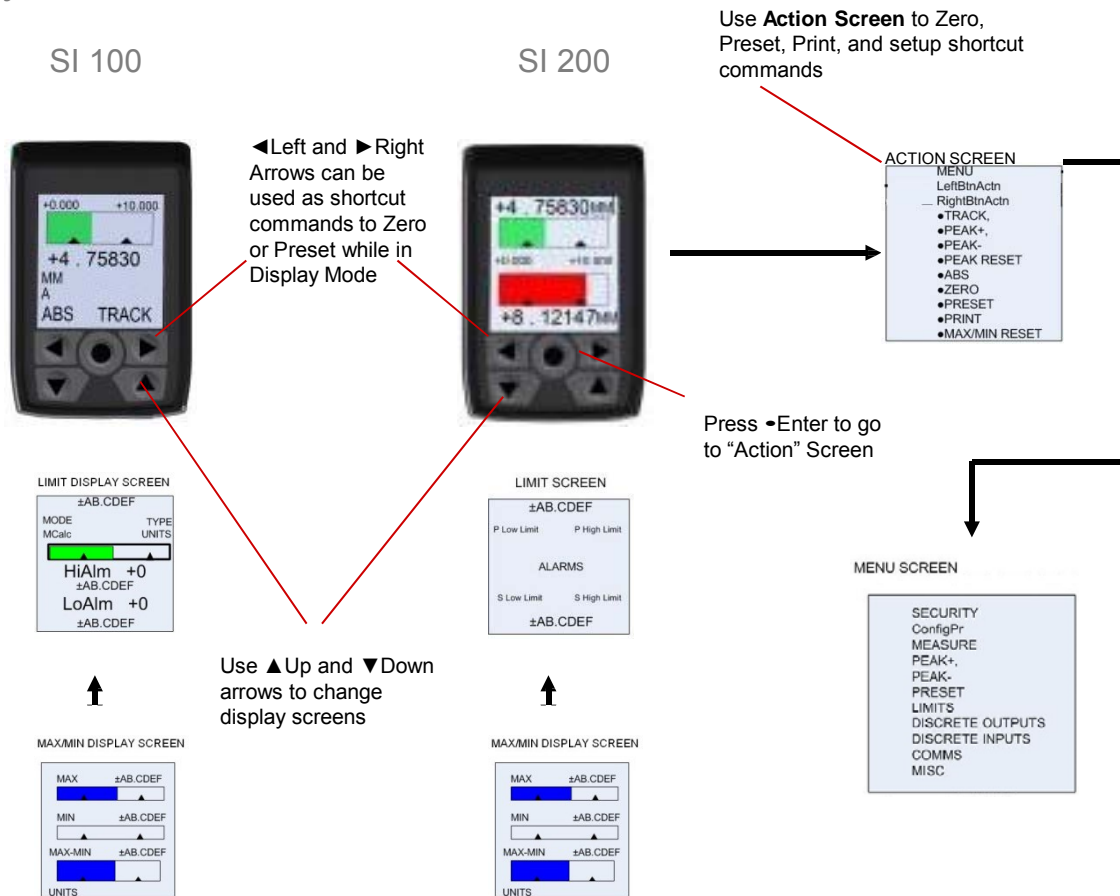 Use Action Screen to Zero,
Preset, Print, and setup shortcut
commands
SI 100
SI 200
◄Left and ►Right
Arrows can be
used as shortcut
commands to Zero
or Preset while in
Display Mode
+0.000 +10.000
+4 . 75830
MM
A
ABS TRACK
+4 . 75830MM
+0.000 +10.000
+8 . 12147MM
ACTION SCREEN
MENU
LeftBtnActn
RightBtnActn
●TRACK,
●PEAK+,
●PEAK-
●PEAK RESET
●ABS
●ZERO
●PRESET
●PRINT
●MAX/MIN RESET
Press •Enter to go
to “Action” Screen
LIMIT DISPLAY SCREEN
±AB.CDEF
MODE TYPE
MCalc UNITS
HiAlm +0
±AB.CDEF
LoAlm +0
±AB.CDEF
LIMIT SCREEN
±AB.CDEF
P Low Limit P High Limit
ALARMS
S Low Limit S High Limit
±AB.CDEF
MENU SCREEN
SECURITY
ConfigPr
MEASURE
PEAK+,
PEAK-
PRESET
LIMITS
DISCRETE OUTPUTS
DISCRETE INPUTS
COMMS
MISC
Use ▲Up and ▼Down
arrows to change
display screens
MAX/MIN DISPLAY SCREEN
MAX ±AB.CDEF
MIN ±AB.CDEF
MAX-MIN ±AB.CDEF
UNITS
MAX/MIN DISPLAY SCREEN
MAX ±AB.CDEF
MIN ±AB.CDEF
MAX-MIN ±AB.CDEF
UNITS